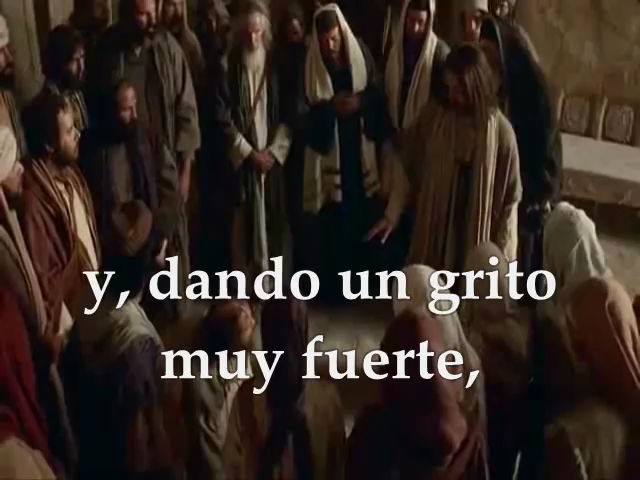 y, dando un grito
muy fuerte,